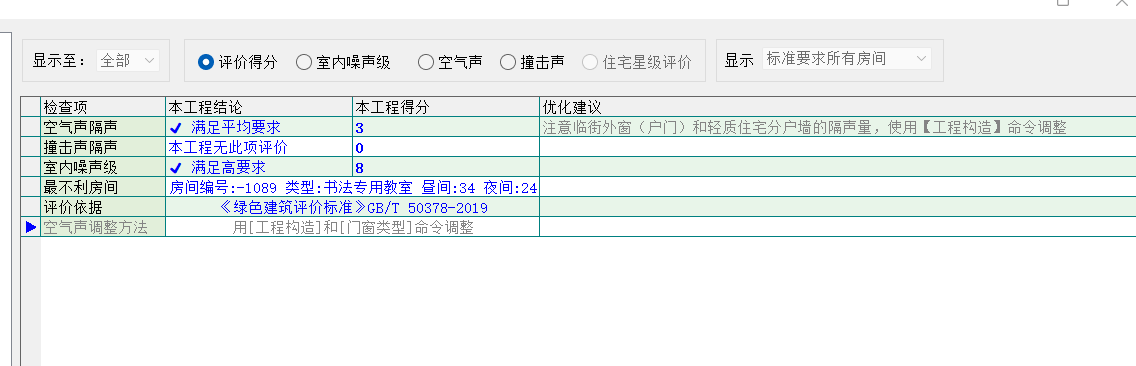 显示至： 全部 评价得分 室内噪声级 空气声 撞击声 住宅星级评价 显示 标准要求所有房间
检查项 本工程结论 本工程得分 优化建议
空气声隔声 满足平均要求 3 注意临街外窗（户门）和轻质住宅分户墙的隔声量，使用【工程构造】命令调整
撞击声隔声 本工程无此项评价 0
室内噪声级 满足高要求 8
最不利房间 房间编号:-1089 类型:书法专用教室 昼间:34 夜间:24
评价依据 《绿色建筑评价标准》GB/T 50378-2019
空气声调整方法 用[工程构造]和[门窗类型]命令调整